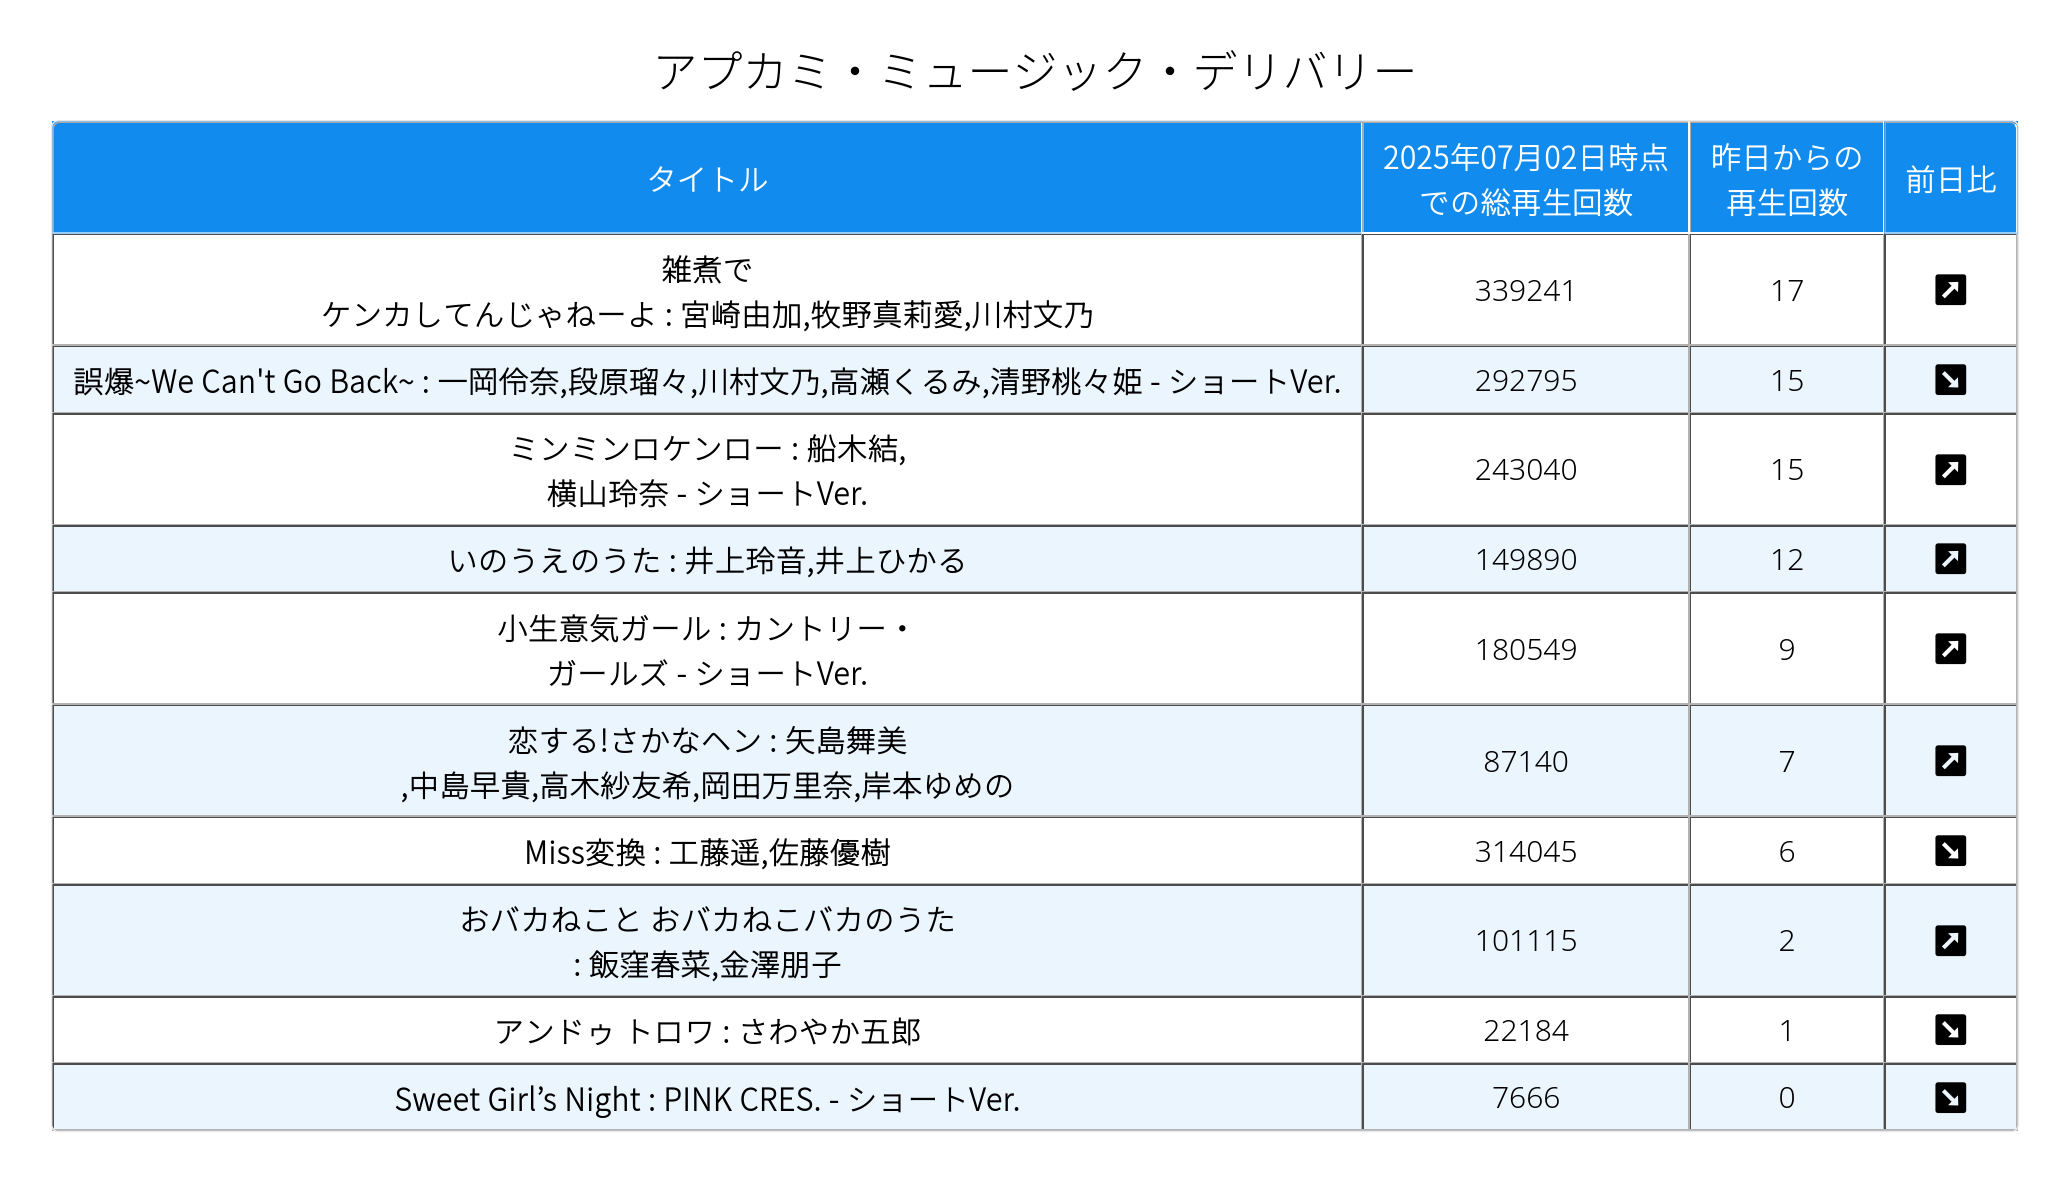 アプカミ・ミュージック・デリバリー
タイトル
2025年07月02日時点
での総再生回数
昨日からの
再生回数
前日比
雑煮で
ケンカしてんじゃねーよ : 宮崎由加,牧野真莉愛,川村文乃
339241
17
↗
誤爆~We Can't Go Back~ : 一岡伶奈,段原瑠々,川村文乃,高瀬くるみ,清野桃々姫 - ショートVer.
292795
15
↘
ミンミンロケンロー : 船木結,
横山玲奈 - ショートVer.
243040
15
↗
いのうえのうた : 井上玲音,井上ひかる
149890
12
↗
小生意気ガール : カントリー・
ガールズ - ショートVer.
180549
9
↗
恋する!さかなヘン : 矢島舞美
,中島早貴,高木紗友希,岡田万里奈,岸本ゆめの
87140
7
↗
Miss変換 : 工藤遥,佐藤優樹
314045
6
↘
おバカねこと おバカねこバカのうた
: 飯窪春菜,金澤朋子
101115
2
↗
アンドゥ トロワ : さわやか五郎
22184
1
↘
Sweet Girl’s Night : PINK CRES. - ショートVer.
7666
0
↘